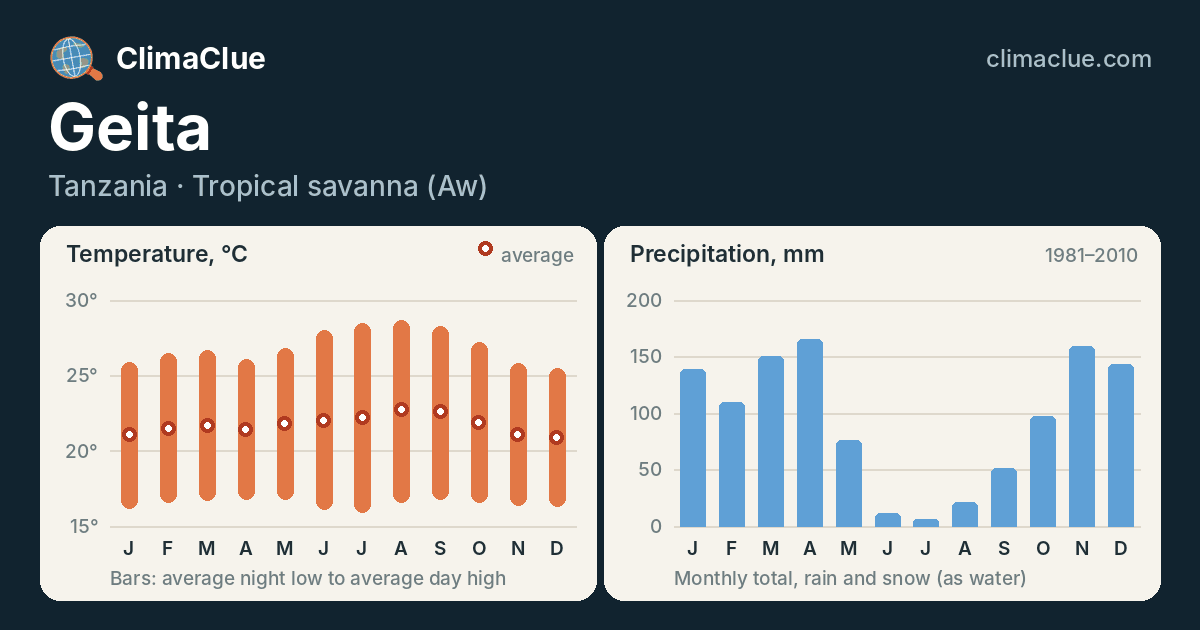 ClimaClue
climaclue.com
Geita
Tanzania · Tropical savanna (Aw)
Temperature, °C
average
30°
25°
20°
15°
J F M A M J J A S O N D
Bars: average night low to average day high
Precipitation, mm
1981–2010
200
150
100
50
0
J F M A M J J A S O N D
Monthly total, rain and snow (as water)